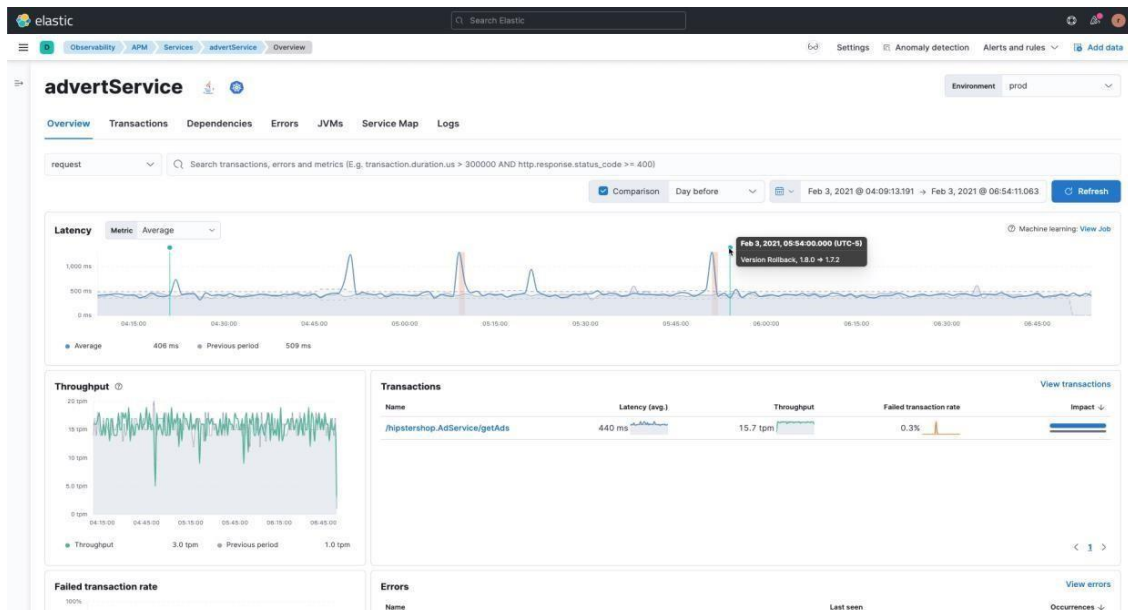 elastic
Search Elastic
r
D Observability APM Services advertService Overview
Settings Anomaly detection Alerts and rules Add data
advertService
Environment prod
Overview Transactions Dependencies Errors JVMs Service Map Logs
request Search transactions, errors and metrics (E.g. transaction.duration.us > 300000 AND http.response.status_code >= 400)
Comparison Day before Feb 3, 2021 @ 04:09:13.191 → Feb 3, 2021 @ 06:54:11.063 Refresh
Latency Metric Average
Machine learning: View Job
Feb 3, 2021, 05:54:00.000 (UTC-5)
Version Rollback, 1.8.0 → 1.7.2
1,000 ms
500 ms
0 ms
04:15:00 04:30:00 04:45:00 05:00:00 05:15:00 05:30:00 05:45:00 06:00:00 06:15:00 06:30:00 06:45:00
Average 406 ms Previous period 509 ms
Throughput
20 tpm
15 tpm
10 tpm
5.0 tpm
0 tpm
04:15:00 04:45:00 05:15:00 05:45:00 06:15:00 06:45:00
Throughput 3.0 tpm Previous period 1.0 tpm
Transactions
View transactions
Name Latency (avg.) Throughput Failed transaction rate Impact
/hipstershop.AdService/getAds 440 ms 15.7 tpm 0.3%
< 1 >
Failed transaction rate
100%
Errors
View errors
Name Last seen Occurrences